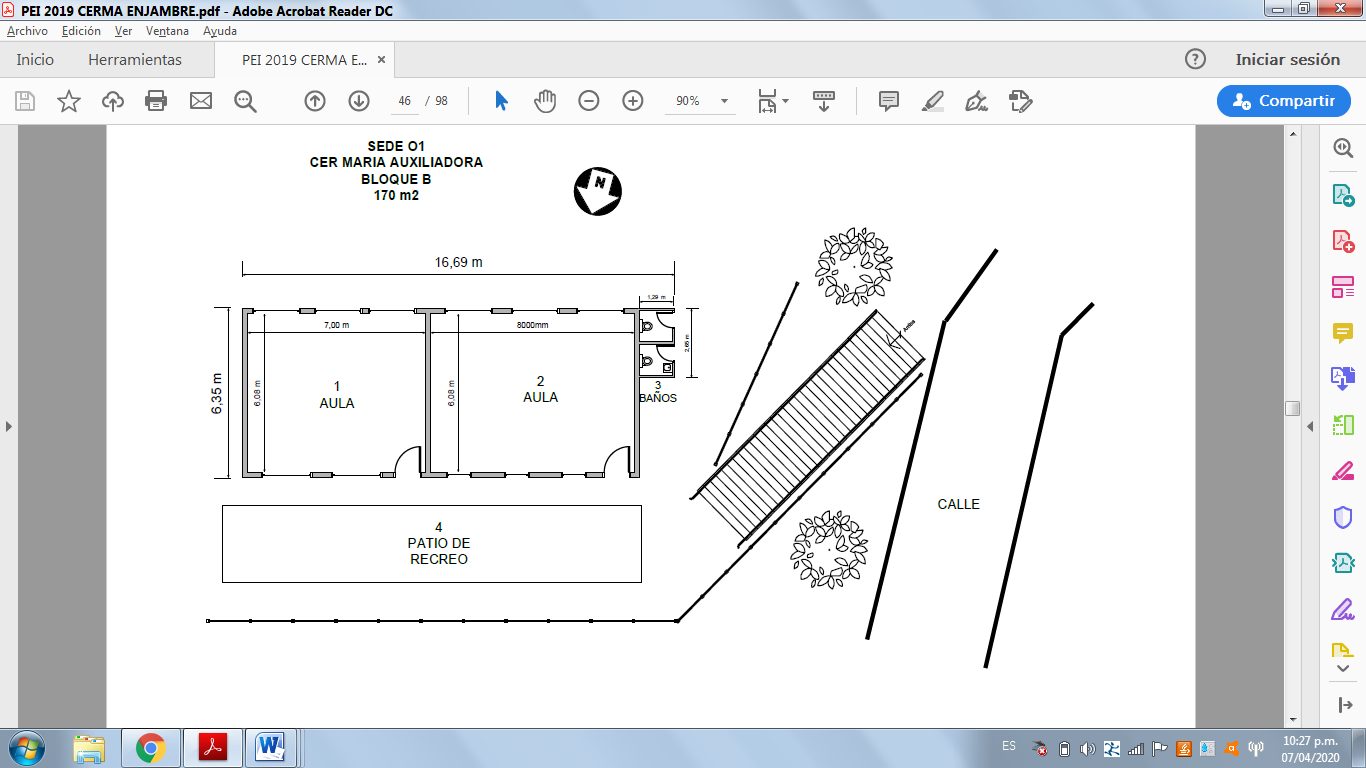 PEI 2019 CERMA ENJAMBRE.pdf - Adobe Acrobat Reader DC
Archivo Edición Ver Ventana Ayuda
Inicio Herramientas PEI 2019 CERMA E... × Iniciar sesión
46 / 98 90% Compartir
SEDE O1
CER MARIA AUXILIADORA
BLOQUE B
170 m2
N
16,69 m
1,29 m
7,00 m
8000mm
Arriba
2,65 m
6,35 m
6,08 m
6,08 m
1
AULA
2
AULA
3
BAÑOS
CALLE
4
PATIO DE
RECREO
ES
10:27 p.m.
07/04/2020